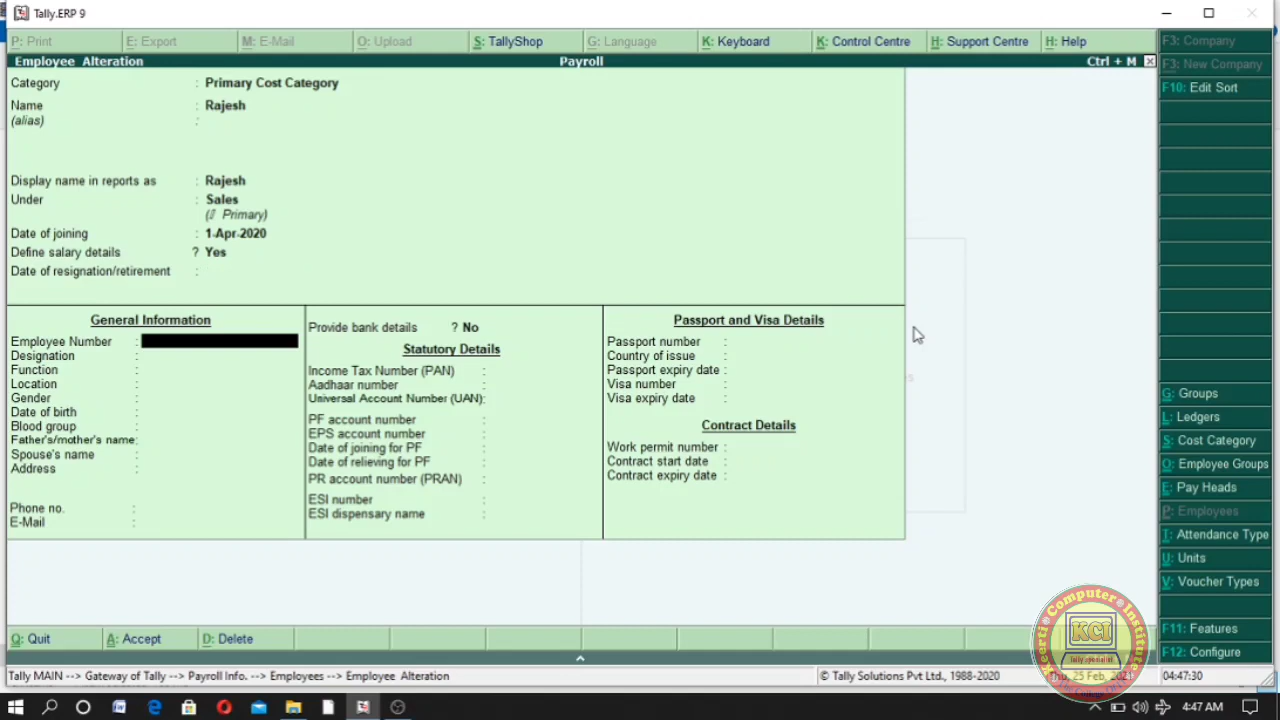 Tally.ERP 9
P: Print E: Export M: E-Mail O: Upload S: TallyShop G: Language K: Keyboard K: Control Centre H: Support Centre H: Help
F3: Company
F3: New Company
F10: Edit Sort
Employee Alteration Payroll Ctrl + M
Category : Primary Cost Category
Name : Rajesh
(alias) :
Display name in reports as : Rajesh
Under : Sales
Primary)
Date of joining : 1-Apr-2020
Define salary details ? Yes
Date of resignation/retirement :
General Information
Employee Number :
Designation :
Function :
Location :
Gender :
Date of birth :
Blood group :
Father's/mother's name:
Spouse's name :
Address :
Phone no. :
E-Mail :
Provide bank details ? No
Statutory Details
Income Tax Number (PAN) :
Aadhaar number :
Universal Account Number (UAN):
PF account number :
EPS account number :
Date of joining for PF :
Date of relieving for PF :
PR account number (PRAN) :
ESI number :
ESI dispensary name :
Passport and Visa Details
Passport number :
Country of issue :
Passport expiry date :
Visa number :
Visa expiry date :
Contract Details
Work permit number :
Contract start date :
Contract expiry date :
G: Groups
L: Ledgers
S: Cost Category
O: Employee Groups
E: Pay Heads
P: Employees
T: Attendance Type
U: Units
V: Voucher Types
F11: Features
F12: Configure
Q: Quit A: Accept D: Delete
Tally MAIN --> Gateway of Tally --> Payroll Info. --> Employees --> Employee Alteration
© Tally Solutions Pvt Ltd., 1988-2020
Thu, 25 Feb, 2021
04:47:30
Keerti Computer Institute
KCI
Tally specialist
4:47 AM